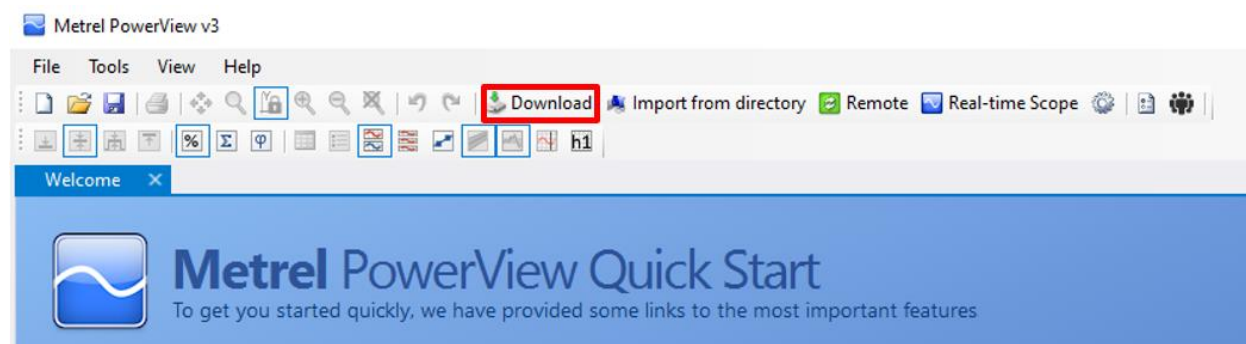 Metrel PowerView v3
File Tools View Help
Download Import from directory Remote Real-time Scope
% Σ φ h1
Welcome
Metrel PowerView Quick Start
To get you started quickly, we have provided some links to the most important features